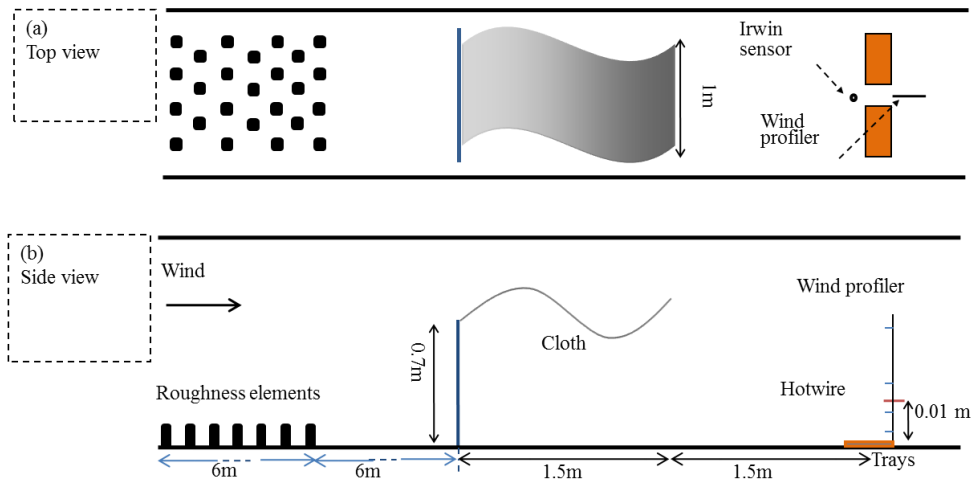 (a)
Top view
1m
Irwin
sensor
Wind
profiler
(b)
Side view
Wind
Wind profiler
0.7m
Cloth
Roughness elements
Hotwire
0.01 m
6m
6m
1.5m
1.5m
Trays